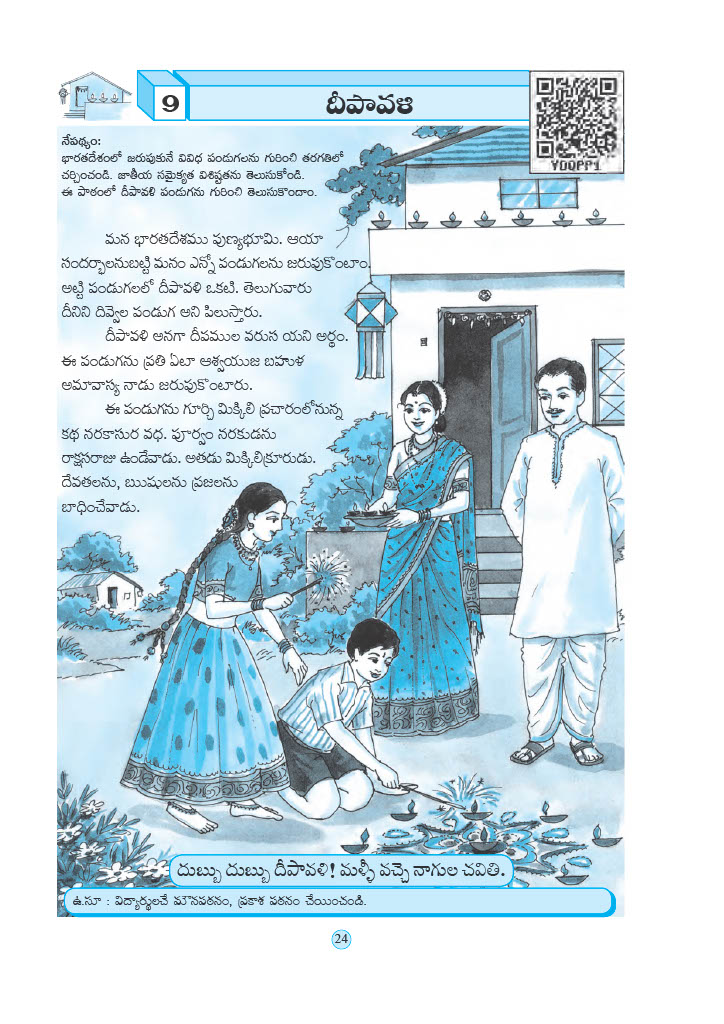 9
దీపావళి
YDQPP1
నేపథ్యం:
భారతదేశంలో జరుపుకునే వివిధ పండుగలను గురించి తరగతిలో
చర్చించండి. జాతీయ సమైక్యత విశిష్టతను తెలుసుకోండి.
ఈ పాఠంలో దీపావళి పండుగను గురించి తెలుసుకొందాం.
మన భారతదేశము పుణ్యభూమి. ఆయా
సందర్భాలనుబట్టి మనం ఎన్నో పండుగలను జరుపుకొంటాం.
అట్టి పండుగలలో దీపావళి ఒకటి. తెలుగువారు
దీనిని దివ్వెల పండుగ అని పిలుస్తారు.
దీపావళి అనగా దీపముల వరుస యని అర్థం.
ఈ పండుగను ప్రతి ఏటా ఆశ్వయుజ బహుళ
అమావాస్య నాడు జరుపుకొంటారు.
ఈ పండుగను గూర్చి మిక్కిలి ప్రచారంలోనున్న
కథ నరకాసుర వధ. పూర్వం నరకుడను
రాక్షసరాజు ఉండేవాడు. అతడు మిక్కిలిక్రూరుడు.
దేవతలను, ఋషులను ప్రజలను
బాధించేవాడు.
దుబ్బు దుబ్బు దీపావళి! మళ్ళీ వచ్చె నాగుల చవితి.
ఉ.సూ : విద్యార్థులచే మౌనపఠనం, ప్రకాశ పఠనం చేయించండి.
24